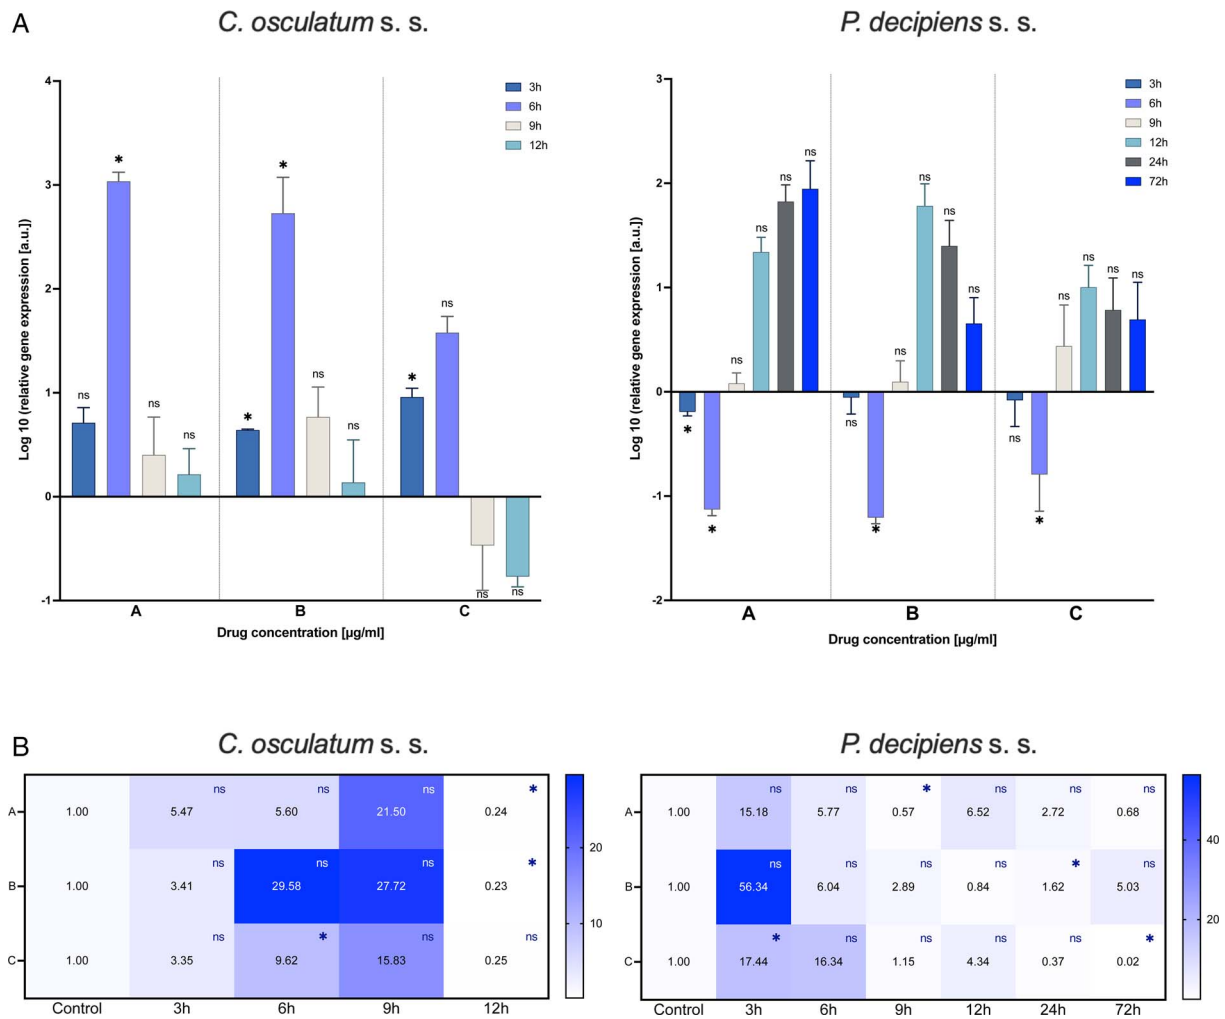 A
C. osculatum s. s.
P. decipiens s. s.
Log 10 (relative gene expression [a.u.])
4
3
2
1
0
-1
3h
6h
9h
12h
ns
*
ns
ns
*
*
ns
ns
*
ns
ns
ns
A B C
Drug concentration [µg/ml]
Log 10 (relative gene expression [a.u.])
3
2
1
0
-1
-2
3h
6h
9h
12h
24h
72h
*
*
ns
ns
ns
ns
ns
*
ns
ns
ns
ns
ns
*
ns
ns
ns
ns
A B C
Drug concentration [µg/ml]
B
C. osculatum s. s.
P. decipiens s. s.
ns ns ns *
A 1.00 5.47 5.60 21.50 0.24
ns ns ns *
B 1.00 3.41 29.58 27.72 0.23
ns * ns ns
C 1.00 3.35 9.62 15.83 0.25
Control 3h 6h 9h 12h
20
10
ns ns * ns ns ns
A 1.00 15.18 5.77 0.57 6.52 2.72 0.68
ns ns ns ns * ns
B 1.00 56.34 6.04 2.89 0.84 1.62 5.03
* ns ns ns ns *
C 1.00 17.44 16.34 1.15 4.34 0.37 0.02
Control 3h 6h 9h 12h 24h 72h
40
20